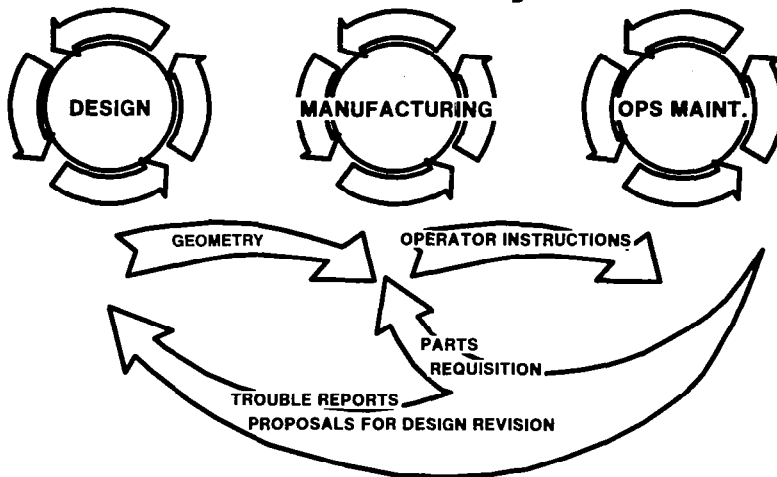 DESIGN
MANUFACTURING
OPS MAINT.
GEOMETRY
OPERATOR INSTRUCTIONS
PARTS
REQUISITION
TROUBLE REPORTS
PROPOSALS FOR DESIGN REVISION